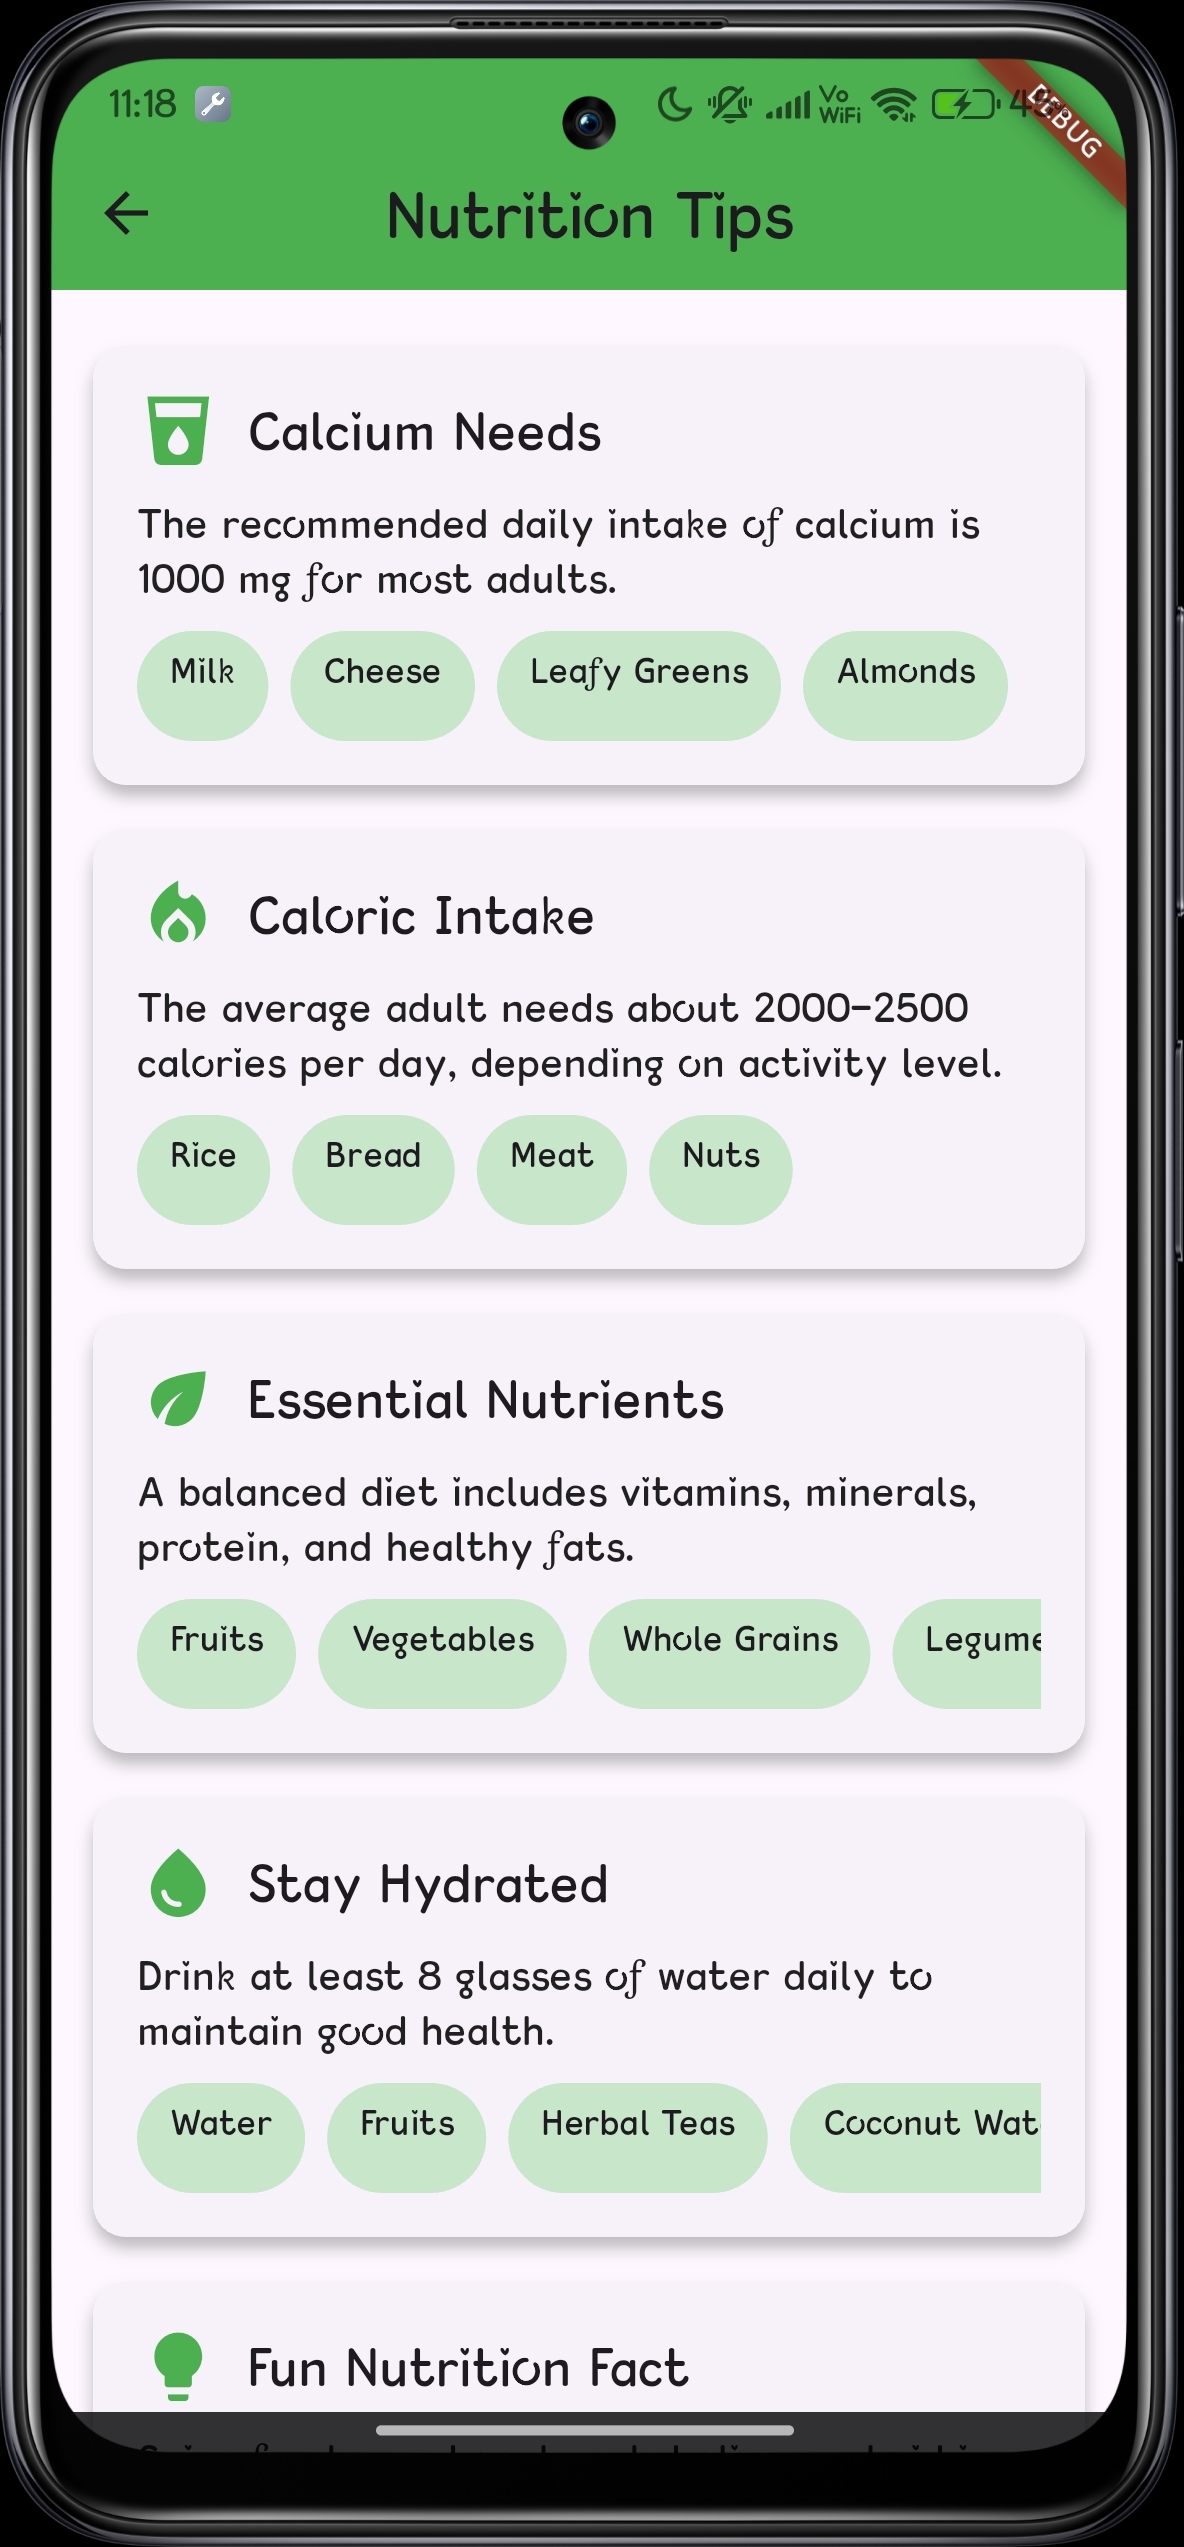 11:18
Vo
WiFi
DEBUG
Nutrition Tips
Calcium Needs
The recommended daily intake of calcium is
1000 mg for most adults.
Milk Cheese Leafy Greens Almonds
Caloric Intake
The average adult needs about 2000-2500
calories per day, depending on activity level.
Rice Bread Meat Nuts
Essential Nutrients
A balanced diet includes vitamins, minerals,
protein, and healthy fats.
Fruits Vegetables Whole Grains Legume
Stay Hydrated
Drink at least 8 glasses of water daily to
maintain good health.
Water Fruits Herbal Teas Coconut Wat
Fun Nutrition Fact